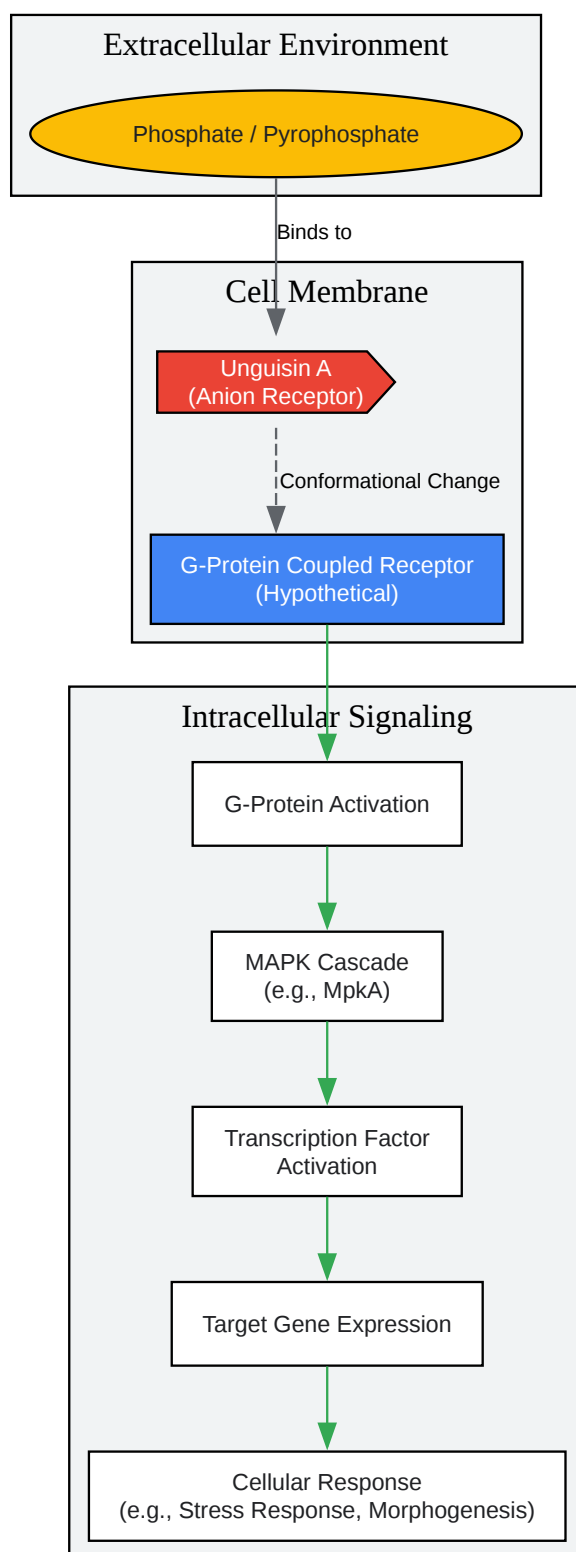 Extracellular Environment
Phosphate / Pyrophosphate
Binds to
Cell Membrane
Unguisin A
(Anion Receptor)
Conformational Change
G-Protein Coupled Receptor
(Hypothetical)
Intracellular Signaling
G-Protein Activation
MAPK Cascade
(e.g., MpkA)
Transcription Factor
Activation
Target Gene Expression
Cellular Response
(e.g., Stress Response, Morphogenesis)